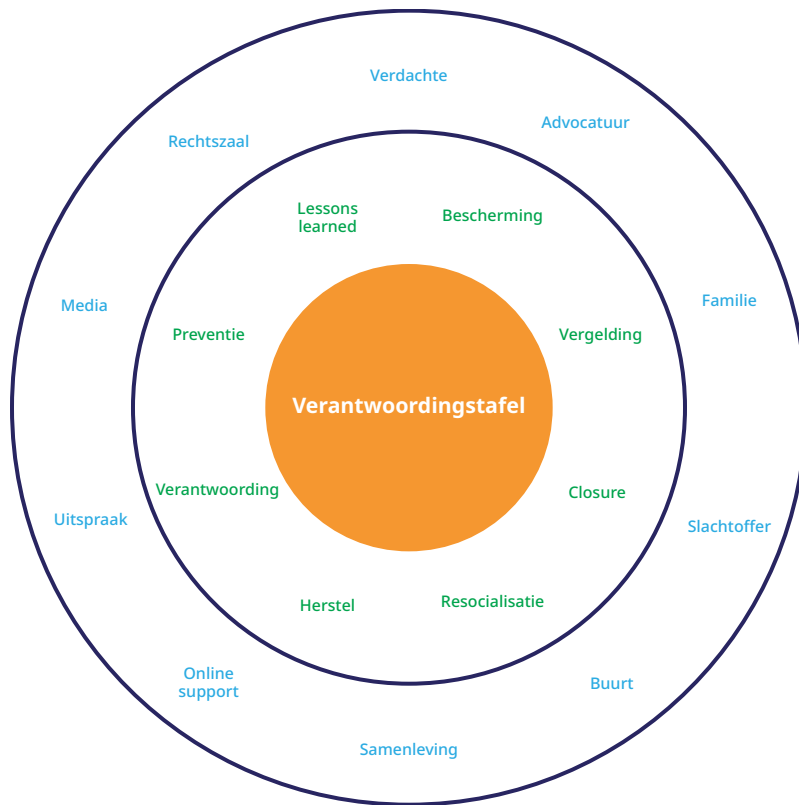 Verdachte
Advocatuur
Rechtszaal
Lessons
learned
Bescherming
Familie
Media
Preventie
Vergelding
Verantwoordingstafel
Verantwoording
Closure
Uitspraak
Slachtoffer
Herstel
Resocialisatie
Online
support
Buurt
Samenleving